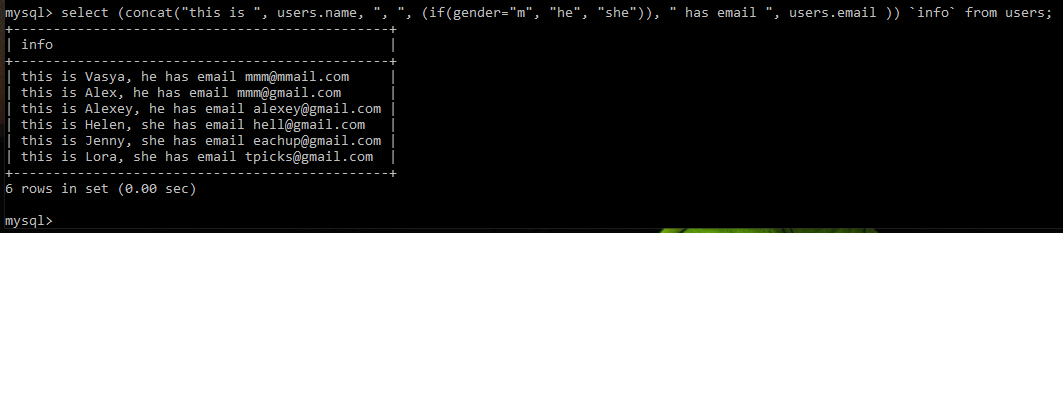 mysql> select (concat("this is ", users.name, ", ", (if(gender="m", "he", "she")), " has email ", users.email )) `info` from users;
+-----------------------------------------------+
| info                                          |
+-----------------------------------------------+
| this is Vasya, he has email mmm@mmail.com     |
| this is Alex, he has email mmm@gmail.com      |
| this is Alexey, he has email alexey@gmail.com |
| this is Helen, she has email hell@gmail.com   |
| this is Jenny, she has email eachup@gmail.com |
| this is Lora, she has email tpicks@gmail.com  |
+-----------------------------------------------+
6 rows in set (0.00 sec)
mysql>